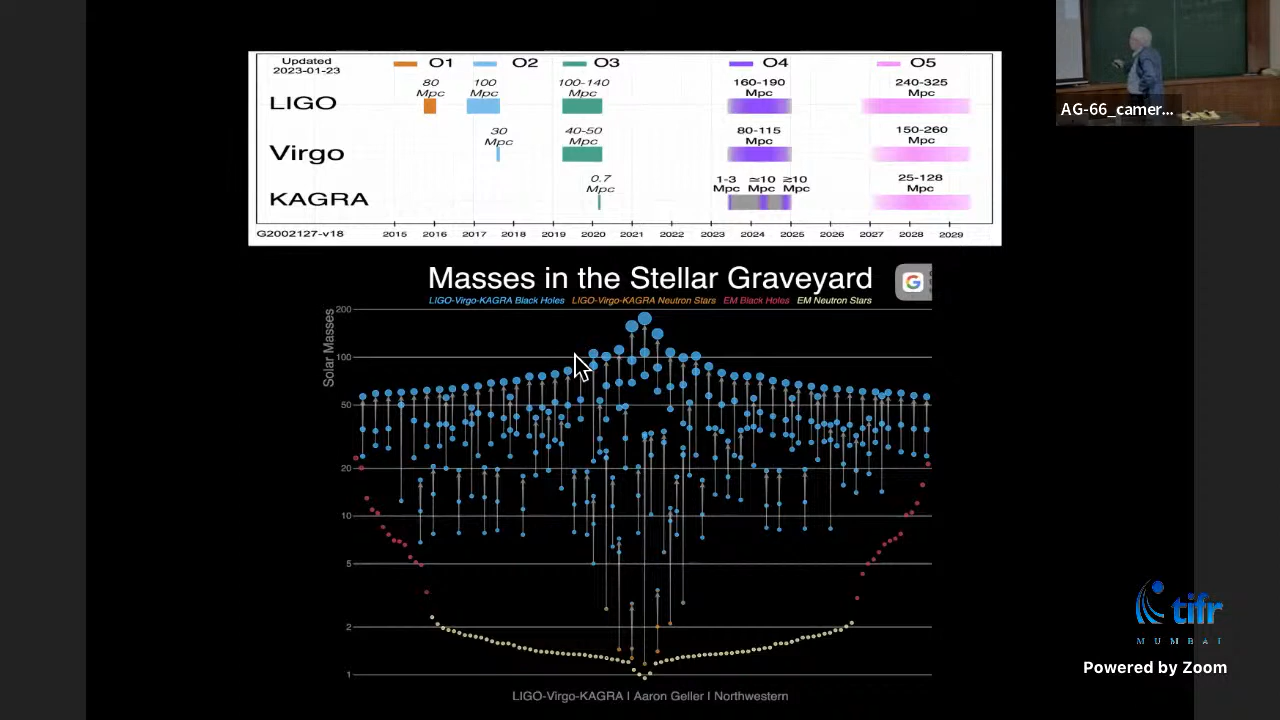 Updated
2023-01-23
O1 O2 O3 O4 O5
80 Mpc 100 Mpc 100-140 Mpc 160-190 Mpc 240-325 Mpc
LIGO
30 Mpc 40-50 Mpc 80-115 Mpc 150-260 Mpc
Virgo
0.7 Mpc 1-3 Mpc ≃10 Mpc ≥10 Mpc 25-128 Mpc
KAGRA
G2002127-v18 2015 2016 2017 2018 2019 2020 2021 2022 2023 2024 2025 2026 2027 2028 2029
AG-66_camer...
Masses in the Stellar Graveyard
G
LIGO-Virgo-KAGRA Black Holes LIGO-Virgo-KAGRA Neutron Stars EM Black Holes EM Neutron Stars
Solar Masses
200
100
50
20
10
5
2
1
LIGO-Virgo-KAGRA | Aaron Geller | Northwestern
tifr
MUMBAI
Powered by Zoom